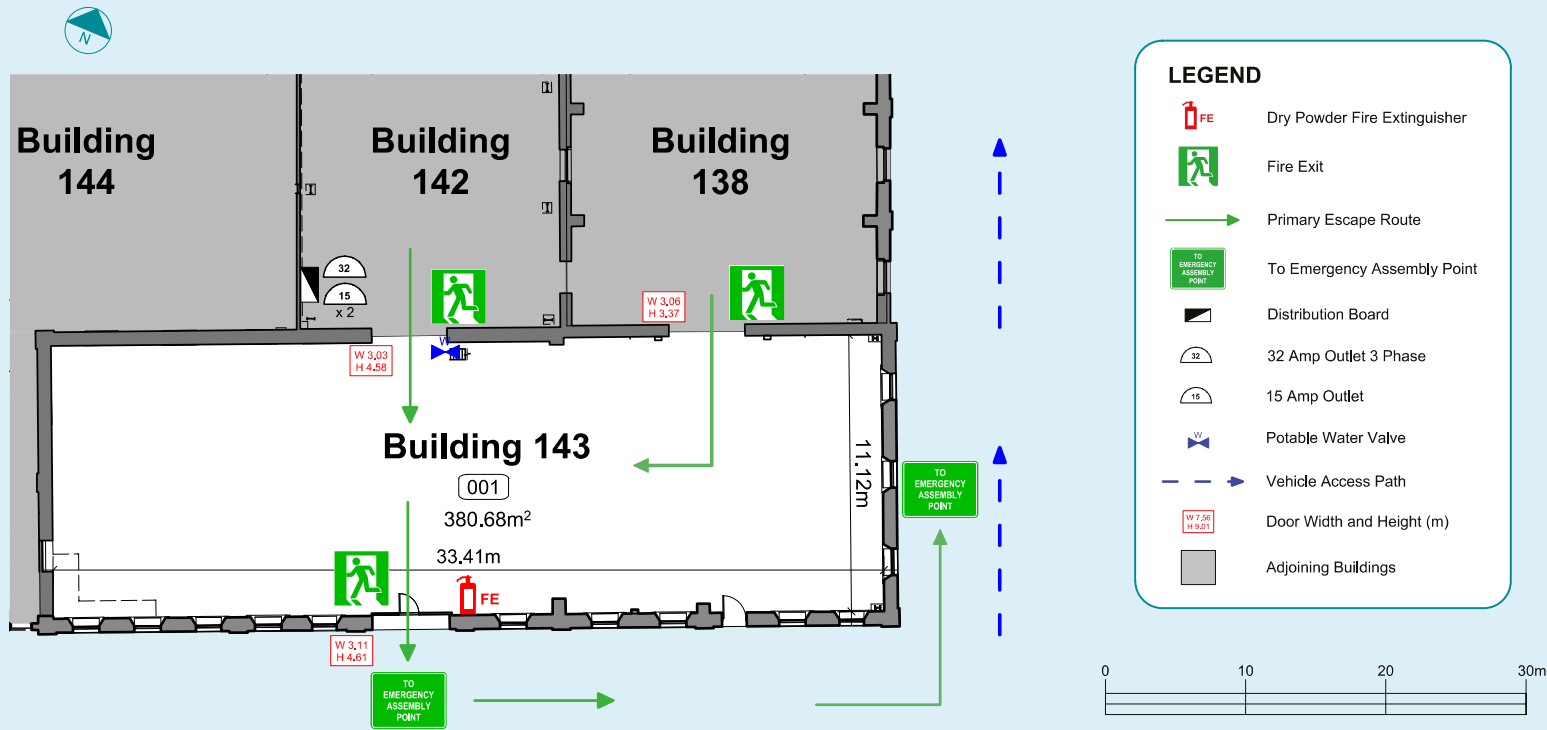 N
Building
144
Building
142
Building
138
32
15
x 2
W 3.06
H 3.37
W 3.03
H 4.58
W
Building 143
001
380.68m²
33.41m
11.12m
FE
W 3.11
H 4.61
TO
EMERGENCY
ASSEMBLY
POINT
TO
EMERGENCY
ASSEMBLY
POINT
LEGEND
FE
Dry Powder Fire Extinguisher
Fire Exit
Primary Escape Route
TO
EMERGENCY
ASSEMBLY
POINT
To Emergency Assembly Point
Distribution Board
32
32 Amp Outlet 3 Phase
15
15 Amp Outlet
W
Potable Water Valve
Vehicle Access Path
W 7.56
H 9.01
Door Width and Height (m)
Adjoining Buildings
0 10 20 30m